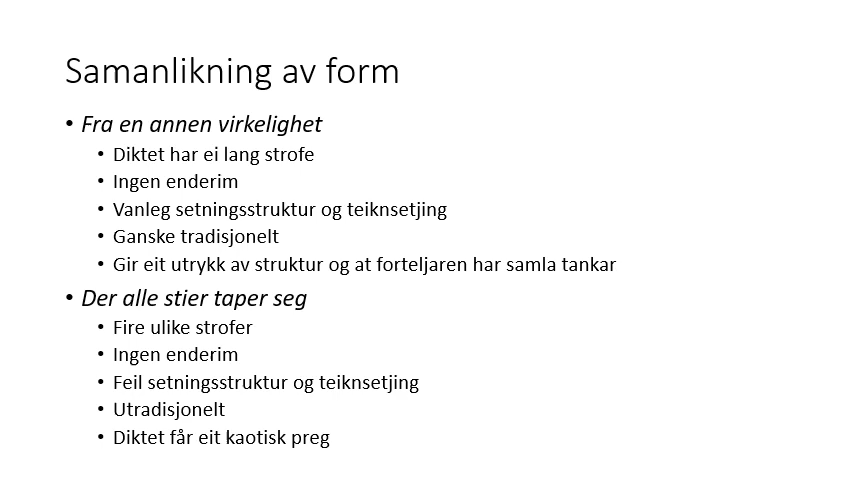 Samanlikning av form
• Fra en annen virkelighet
• Diktet har ei lang strofe
• Ingen enderim
• Vanleg setningsstruktur og teiknsetjing
• Ganske tradisjonelt
• Gir eit utrykk av struktur og at forteljaren har samla tankar
• Der alle stier taper seg
• Fire ulike strofer
• Ingen enderim
• Feil setningsstruktur og teiknsetjing
• Utradisjonelt
• Diktet får eit kaotisk preg